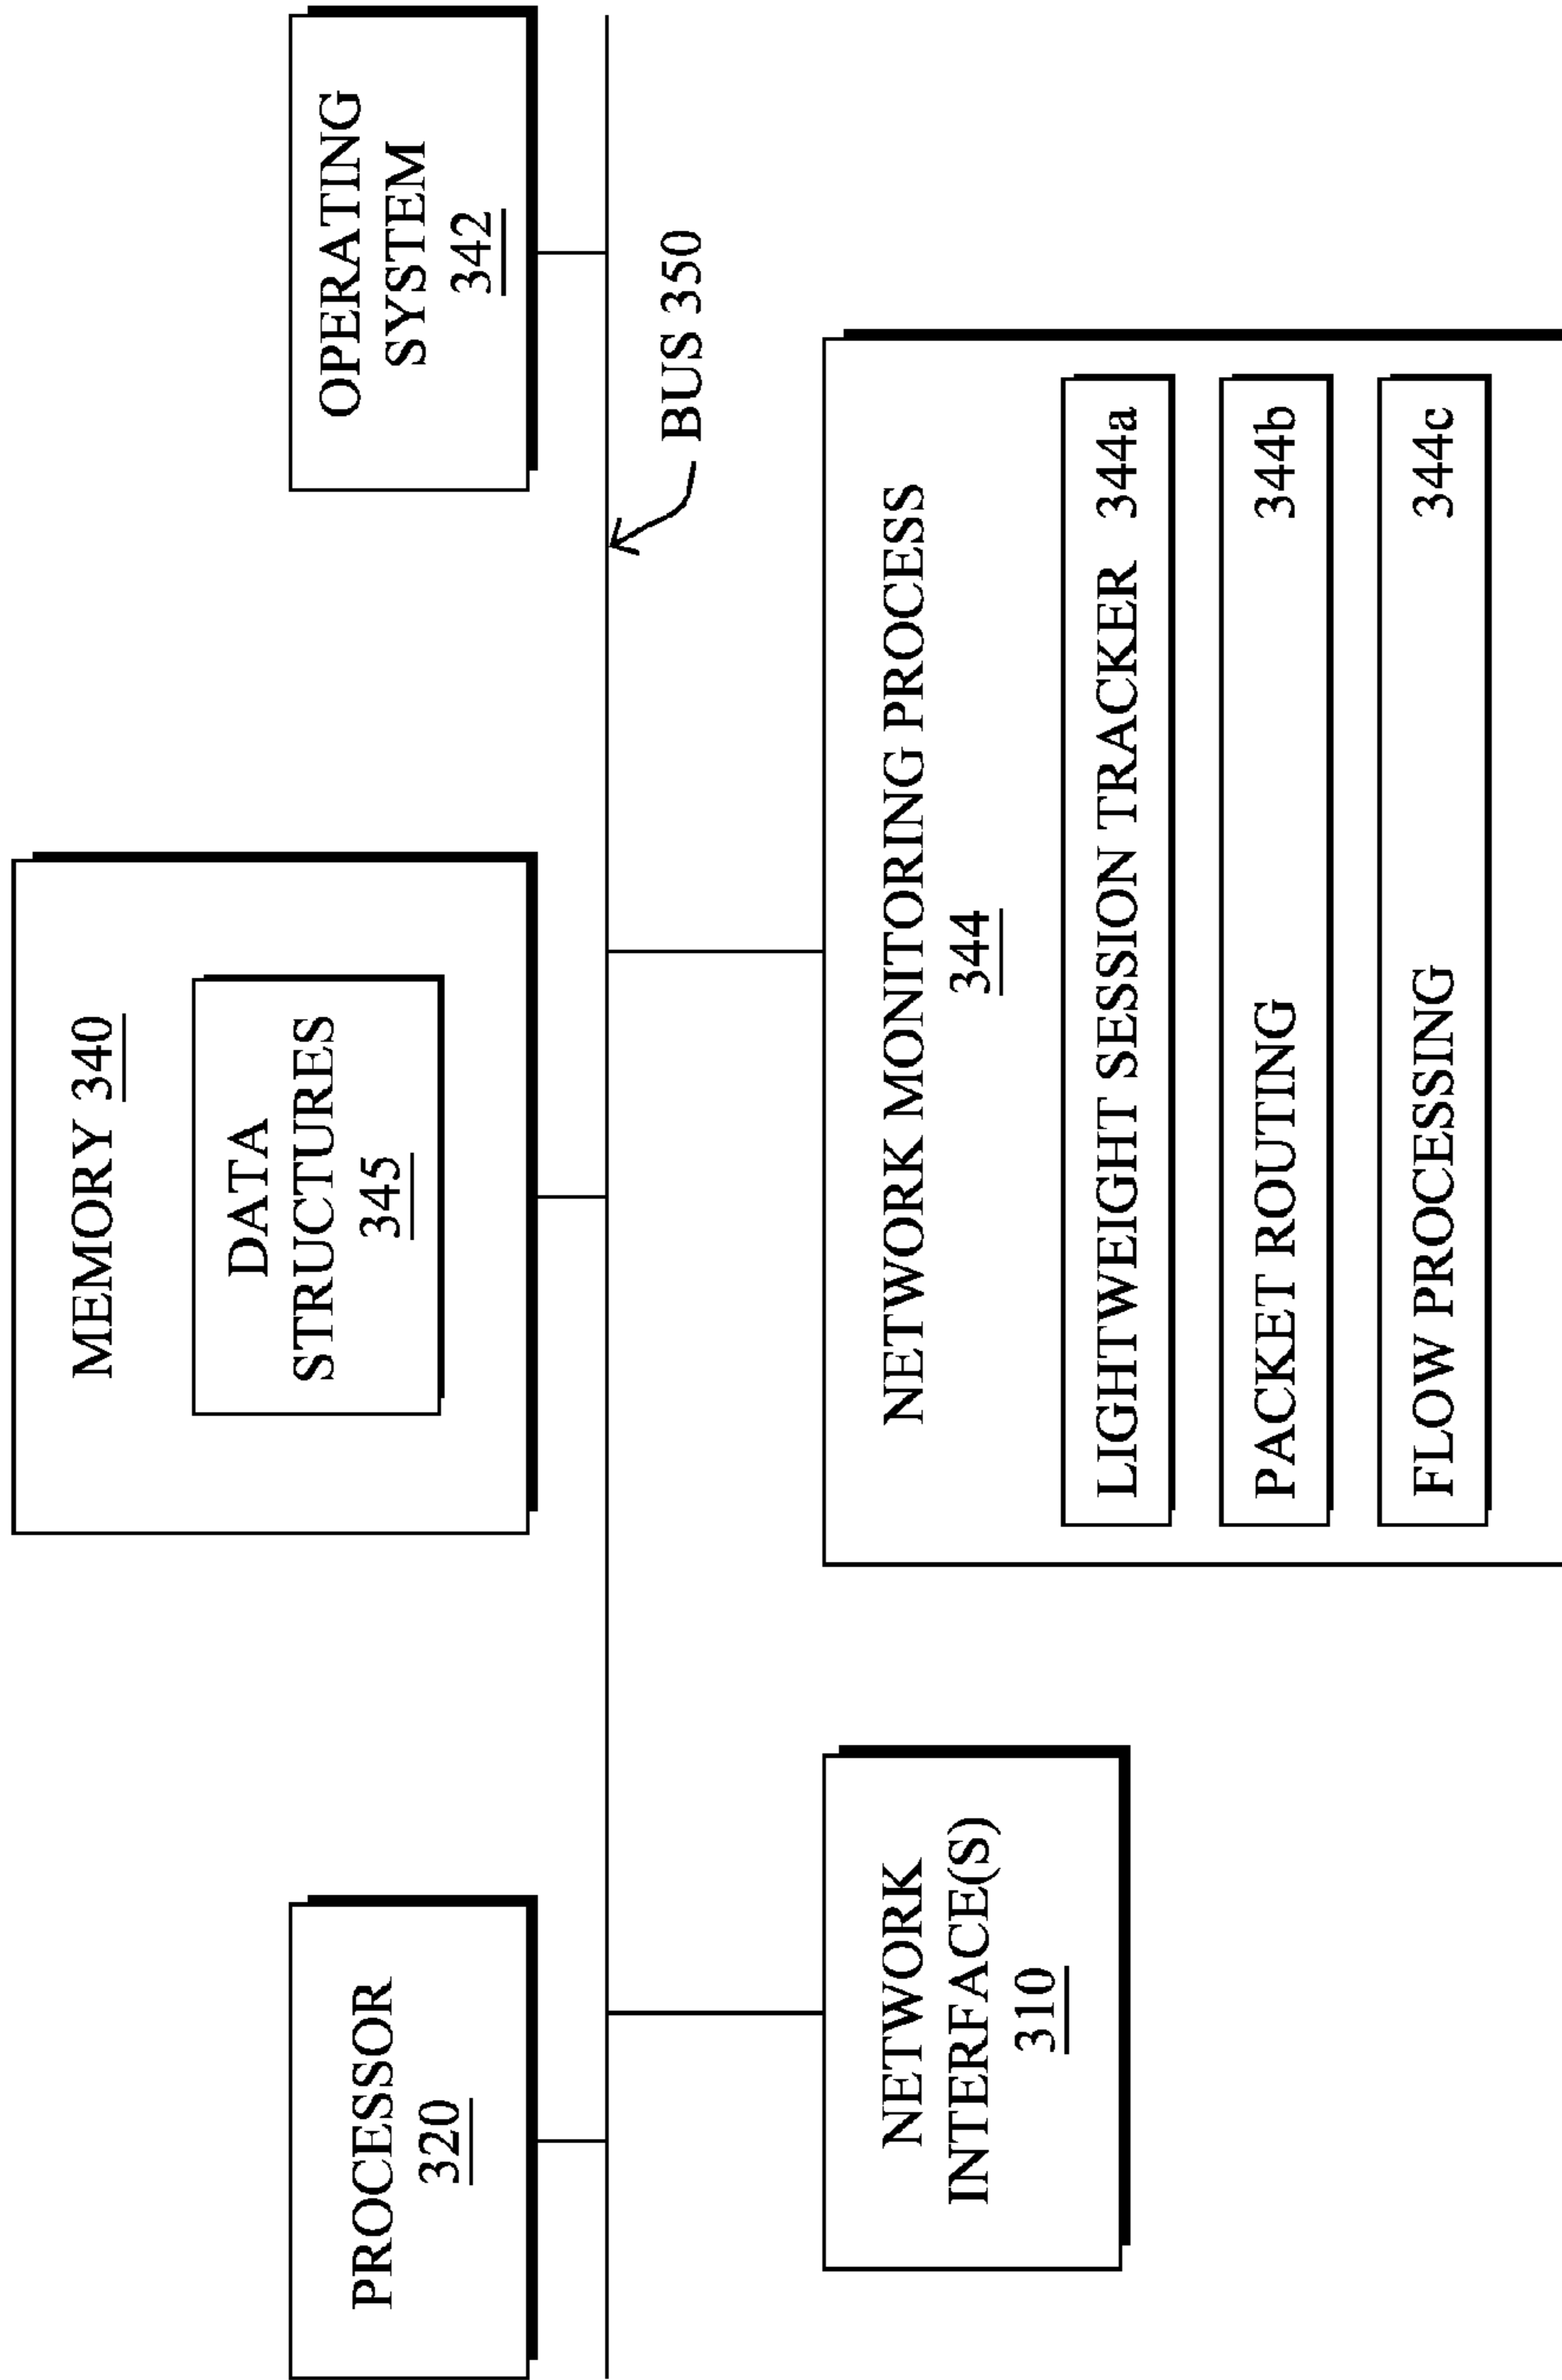 PROCESSOR
320
MEMORY 340
DATA
STRUCTURES
345
OPERATING
SYSTEM
342
BUS 350
NETWORK
INTERFACE(S)
310
NETWORK MONITORING PROCESS
344
LIGHTWEIGHT SESSION TRACKER 344a
PACKET ROUTING 344b
FLOW PROCESSING 344c